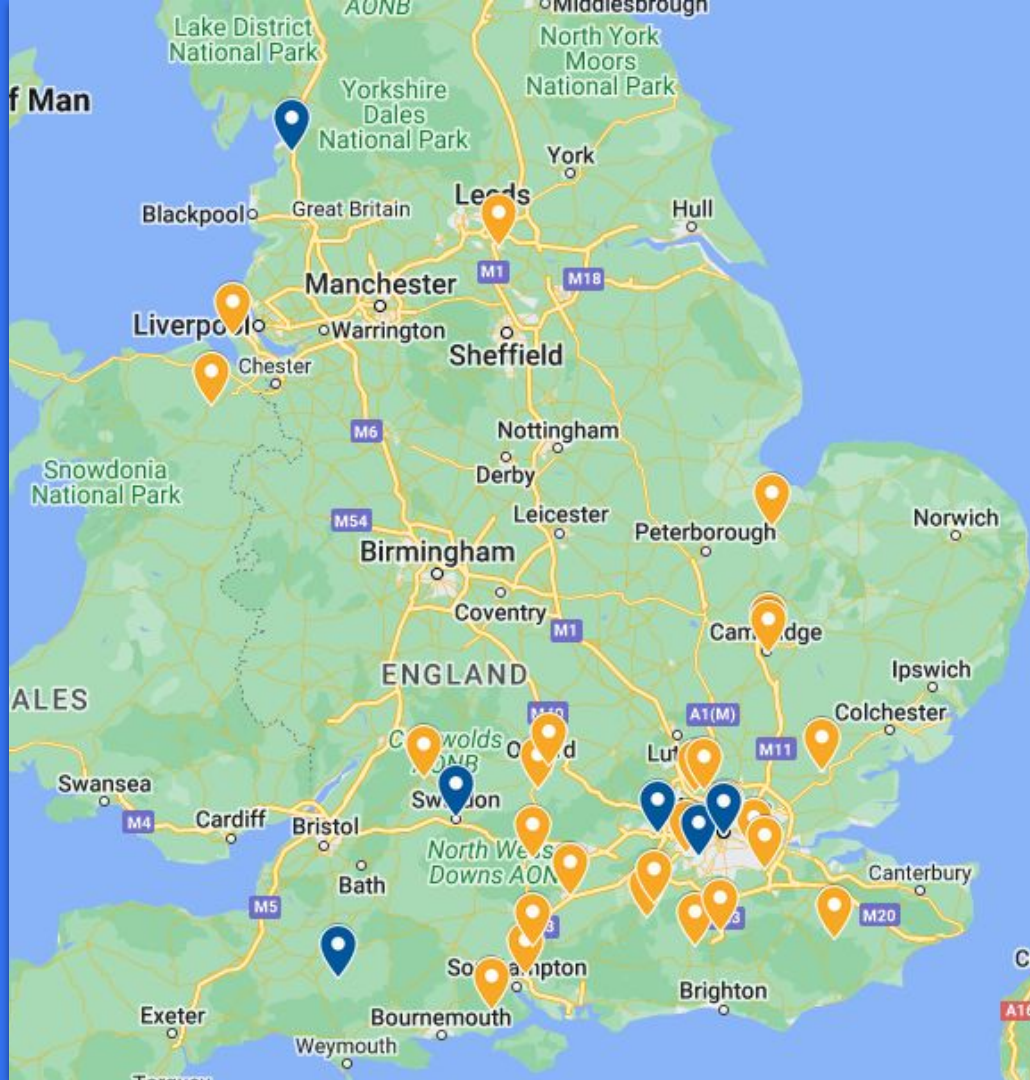 AONB
Middlesbrough
Lake District
National Park
North York
Moors
National Park
f Man
Yorkshire
Dales
National Park
York
Leeds
Blackpool
Great Britain
Hull
M1
M18
Manchester
Liverpool
Warrington
Sheffield
Chester
M6
Nottingham
Derby
Snowdonia
National Park
M54
Leicester
Peterborough
Norwich
Birmingham
Coventry
M1
ENGLAND
Ipswich
ALES
A1(M)
Colchester
M11
Swansea
M4
Cardiff
Bristol
North Wess
Downs AON
Bath
Canterbury
M5
M20
Brighton
Exeter
Bournemouth
Weymouth
A16